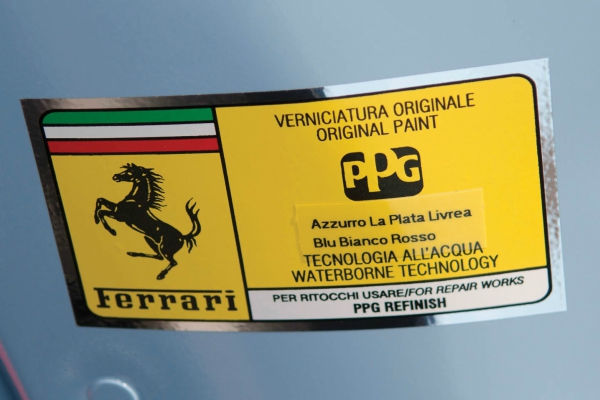 VERNICIATURA ORIGINALE
ORIGINAL PAINT
PPG
Azzurro La Plata Livrea
Blu Bianco Rosso
TECNOLOGIA ALL'ACQUA
WATERBORNE TECHNOLOGY
Ferrari
PER RITOCCHI USARE/FOR REPAIR WORKS
PPG REFINISH